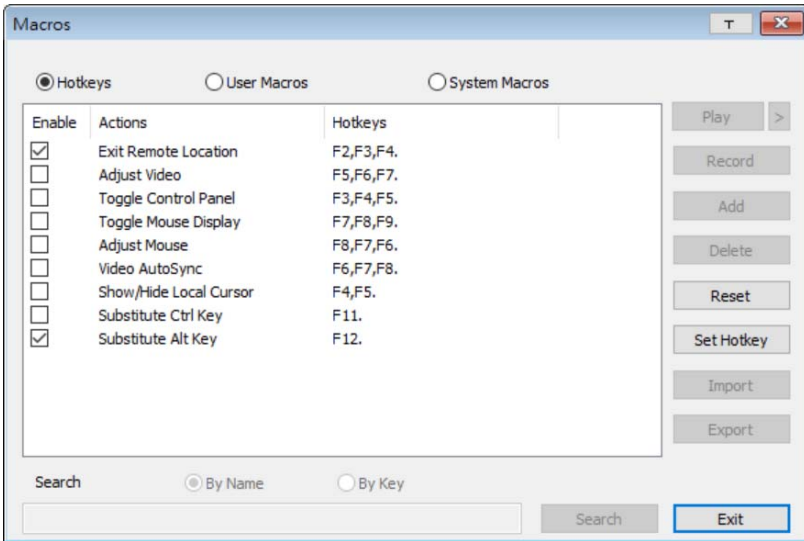 Macros T
Hotkeys User Macros System Macros
Enable Actions Hotkeys Play >
Exit Remote Location F2,F3,F4.
Adjust Video F5,F6,F7. Record
Toggle Control Panel F3,F4,F5. Add
Toggle Mouse Display F7,F8,F9.
Adjust Mouse F8,F7,F6. Delete
Video AutoSync F6,F7,F8.
Show/Hide Local Cursor F4,F5. Reset
Substitute Ctrl Key F11.
Substitute Alt Key F12. Set Hotkey
Import
Export
Search By Name By Key
Search Exit